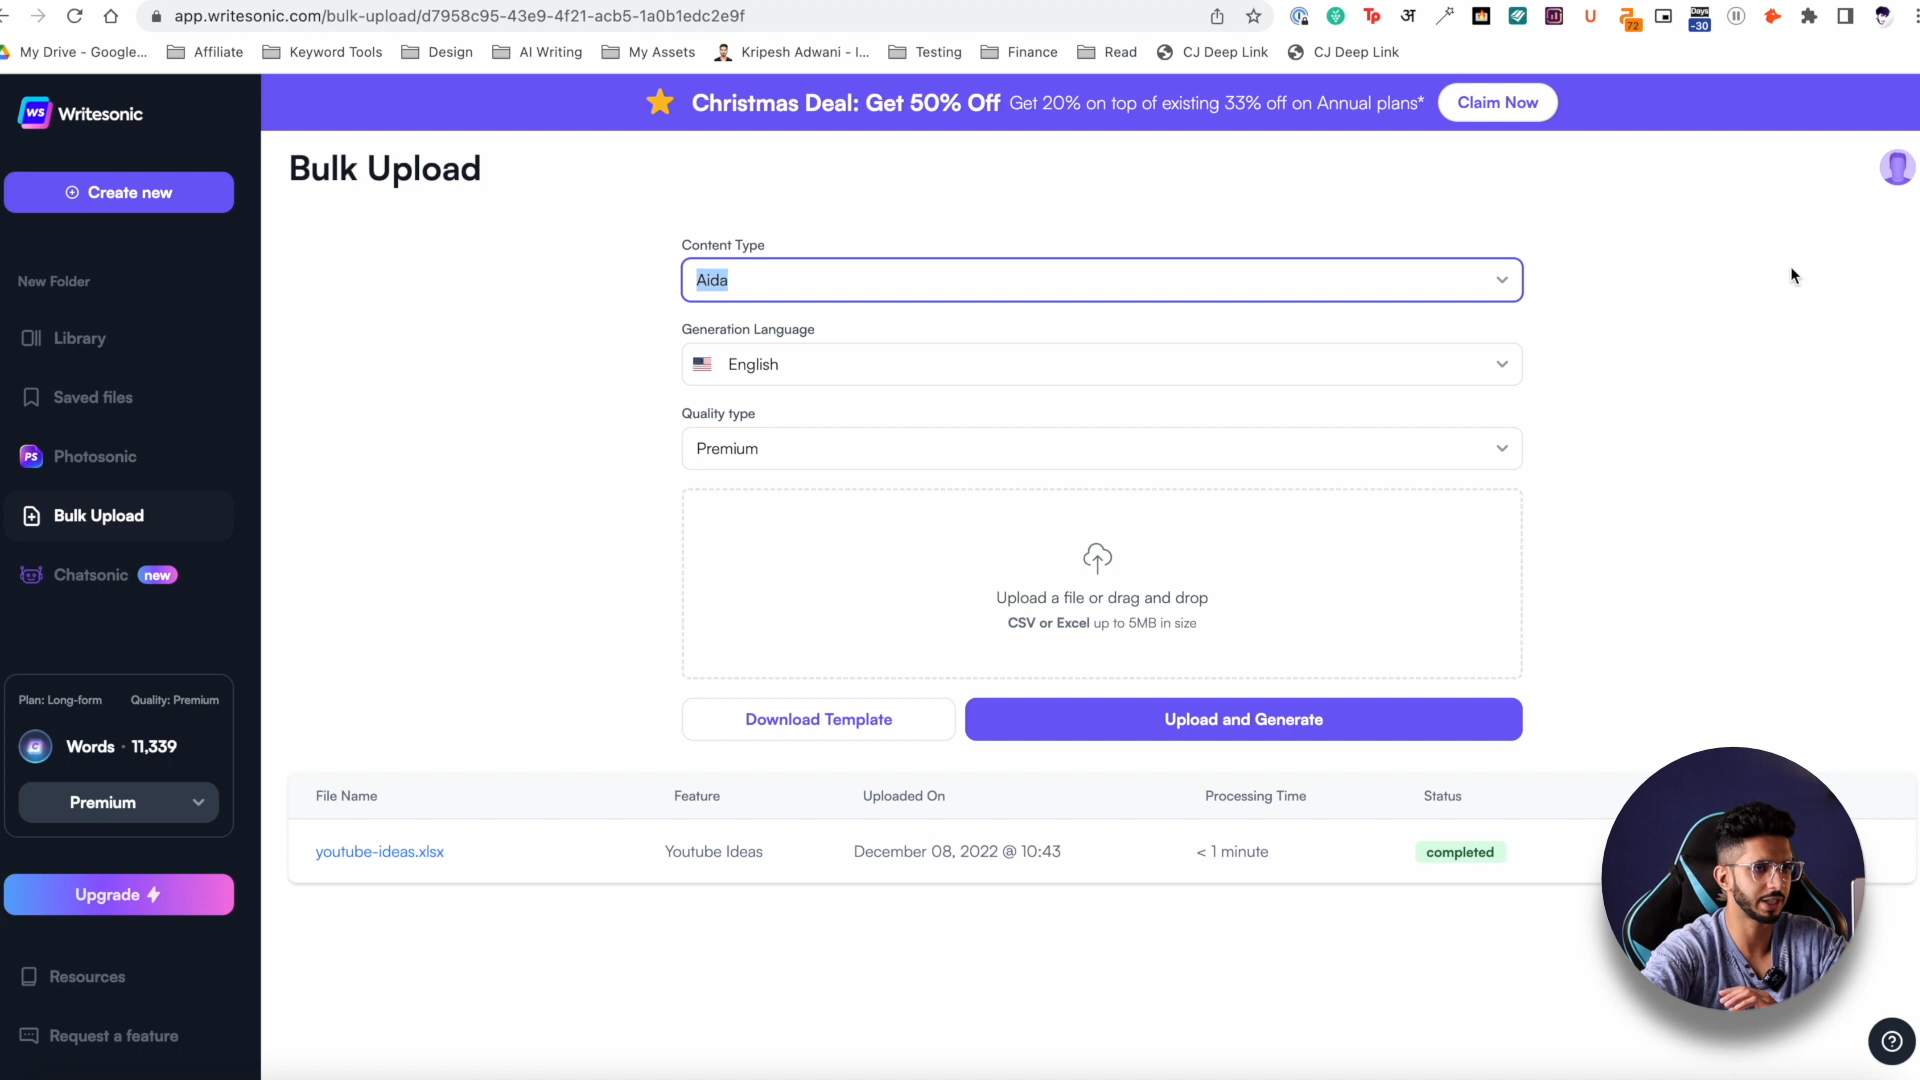 app.writesonic.com/bulk-upload/d7958c95-43e9-4f21-acb5-1a0b1edc2e9f
Tp
अ
U
72
Days
-30
My Drive - Google...
Affiliate
Keyword Tools
Design
AI Writing
My Assets
Kripesh Adwani - I...
Testing
Finance
Read
CJ Deep Link
CJ Deep Link
WS Writesonic
Christmas Deal: Get 50% Off Get 20% on top of existing 33% off on Annual plans*
Claim Now
Create new
New Folder
Library
Saved files
PS Photosonic
Bulk Upload
Chatsonic new
Plan: Long-form Quality: Premium
Words · 11,339
Premium
Upgrade
Resources
Request a feature
Bulk Upload
Content Type
Aida
Generation Language
English
Quality type
Premium
Upload a file or drag and drop
CSV or Excel up to 5MB in size
Download Template
Upload and Generate
File Name Feature Uploaded On Processing Time Status
youtube-ideas.xlsx Youtube Ideas December 08, 2022 @ 10:43 < 1 minute completed